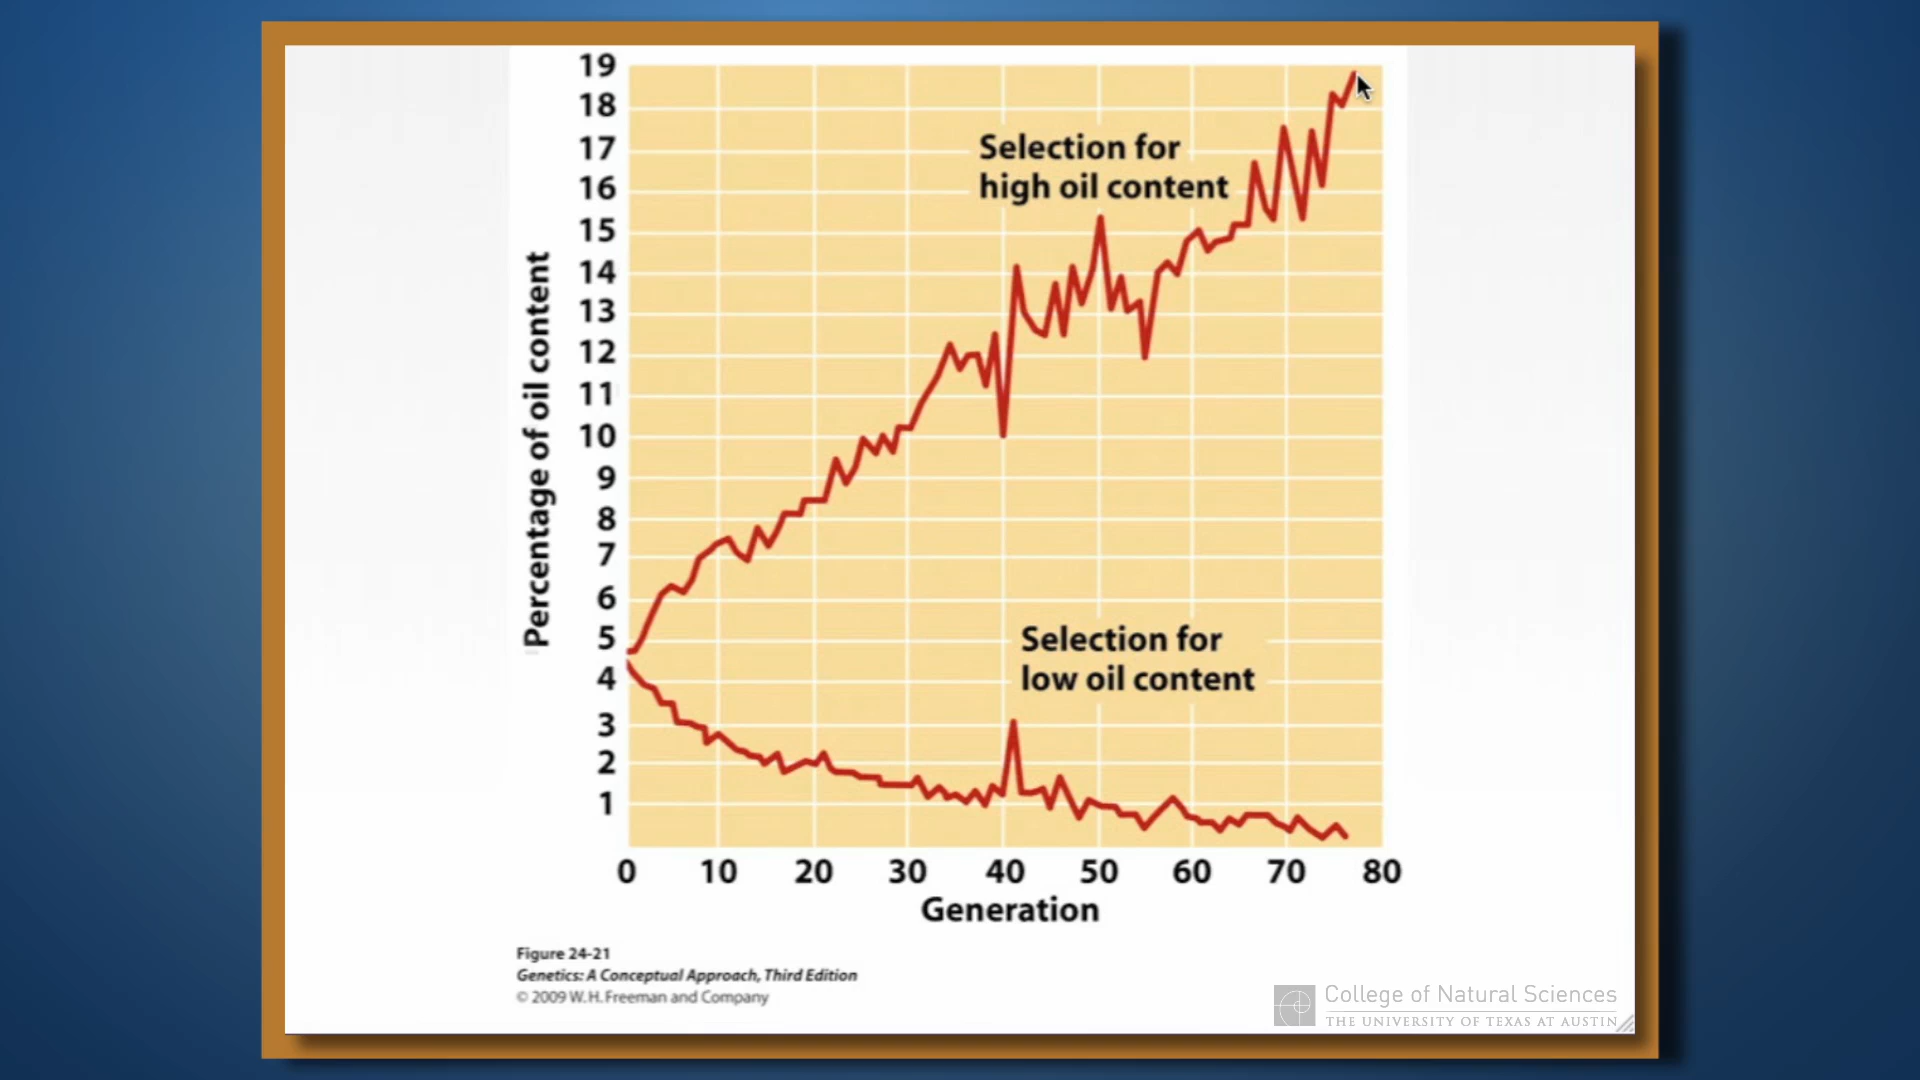 19
18
17
16
15
14
13
12
11
10
9
8
7
6
5
4
3
2
1
Percentage of oil content
Selection for
high oil content
Selection for
low oil content
0 10 20 30 40 50 60 70 80
Generation
Figure 24-21
Genetics: A Conceptual Approach, Third Edition
© 2009 W. H. Freeman and Company
College of Natural Sciences
THE UNIVERSITY OF TEXAS AT AUSTIN